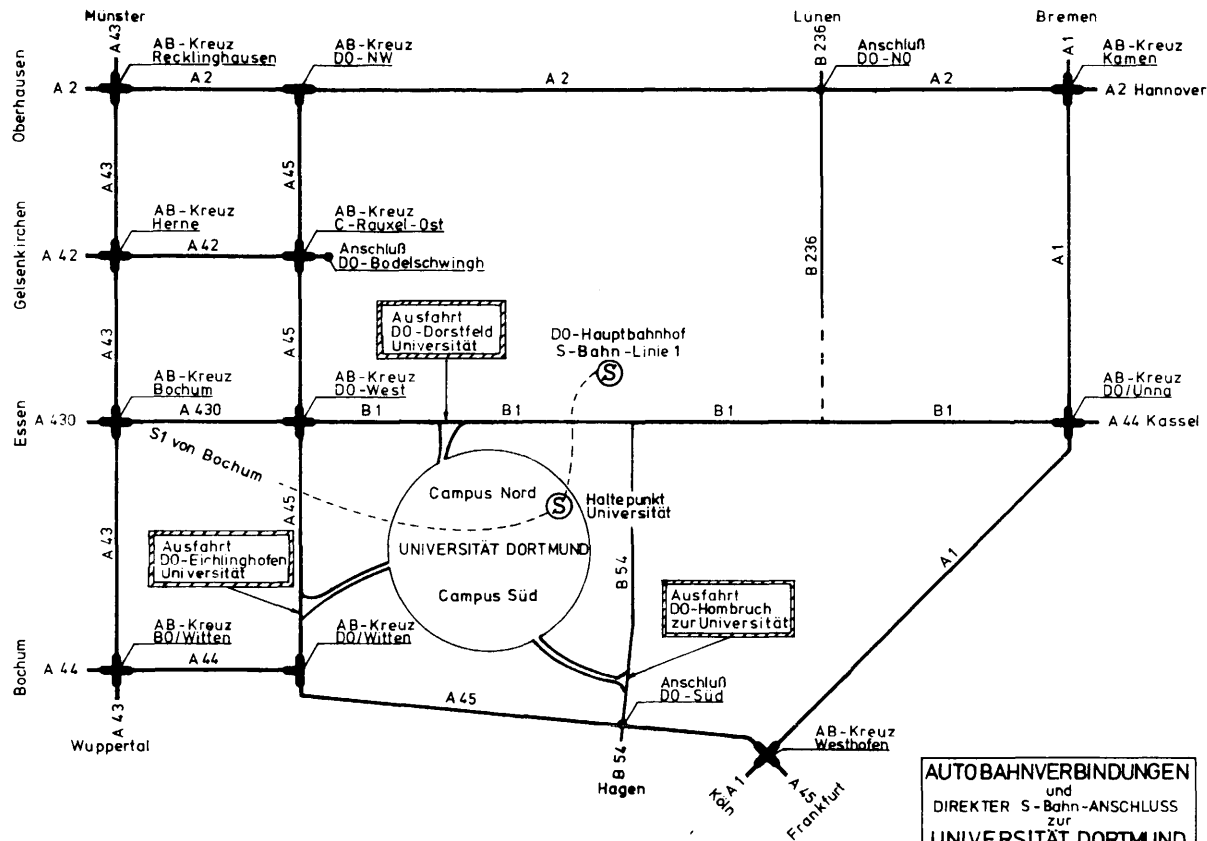 Münster
Lunen
Bremen
A 43
B 236
A 1
AB-Kreuz
Recklinghausen
AB-Kreuz
DO-NW
Anschluß
DO-NO
AB-Kreuz
Kamen
Oberhausen
A 2
A 2
A 2
A 2
A 2 Hannover
A 43
A 45
AB-Kreuz
Herne
AB-Kreuz
C-Rauxel-Ost
Gelsenkirchen
A 42
A 42
Anschluß
DO-Bodelschwingh
B 236
A 1
A 43
A 45
Ausfahrt
DO-Dorstfeld
Universität
DO-Hauptbahnhof
S-Bahn-Linie 1
S
AB-Kreuz
Bochum
AB-Kreuz
DO-West
AB-Kreuz
DO/Unna
Essen
A 430
A 430
B 1
B 1
B 1
B 1
A 44 Kassel
S1 von Bochum
A 45
Campus Nord
S
Haltepunkt
Universität
A 43
Ausfahrt
DO-Eichlinghofen
Universität
UNIVERSITÄT DORTMUND
Campus Süd
B 54
A 1
Ausfahrt
DO-Hombruch
zur Universität
AB-Kreuz
BO/Witten
AB-Kreuz
DO/Witten
Bochum
A 44
A 44
A 45
Anschluß
DO-Süd
A 43
Wuppertal
B 54
Hagen
AB-Kreuz
Westhofen
A 1
Köln
A 45
Frankfurt
AUTOBAHNVERBINDUNGEN
und
DIREKTER S-Bahn-ANSCHLUSS
zur
UNIVERSITÄT DORTMUND